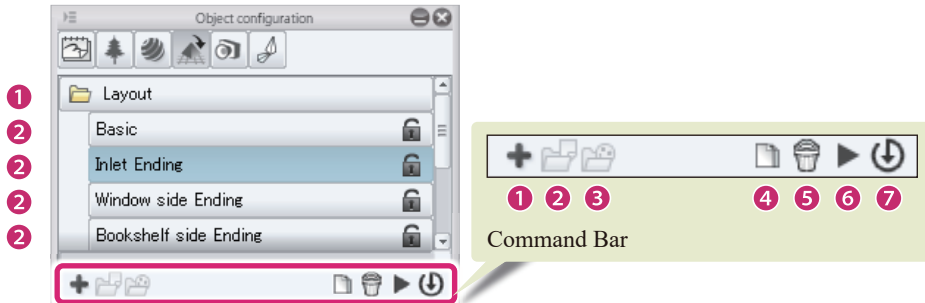 Object configuration
1 Layout
2 Basic
2 Inlet Ending
2 Window side Ending
2 Bookshelf side Ending
1 2 3 4 5 6 7
Command Bar